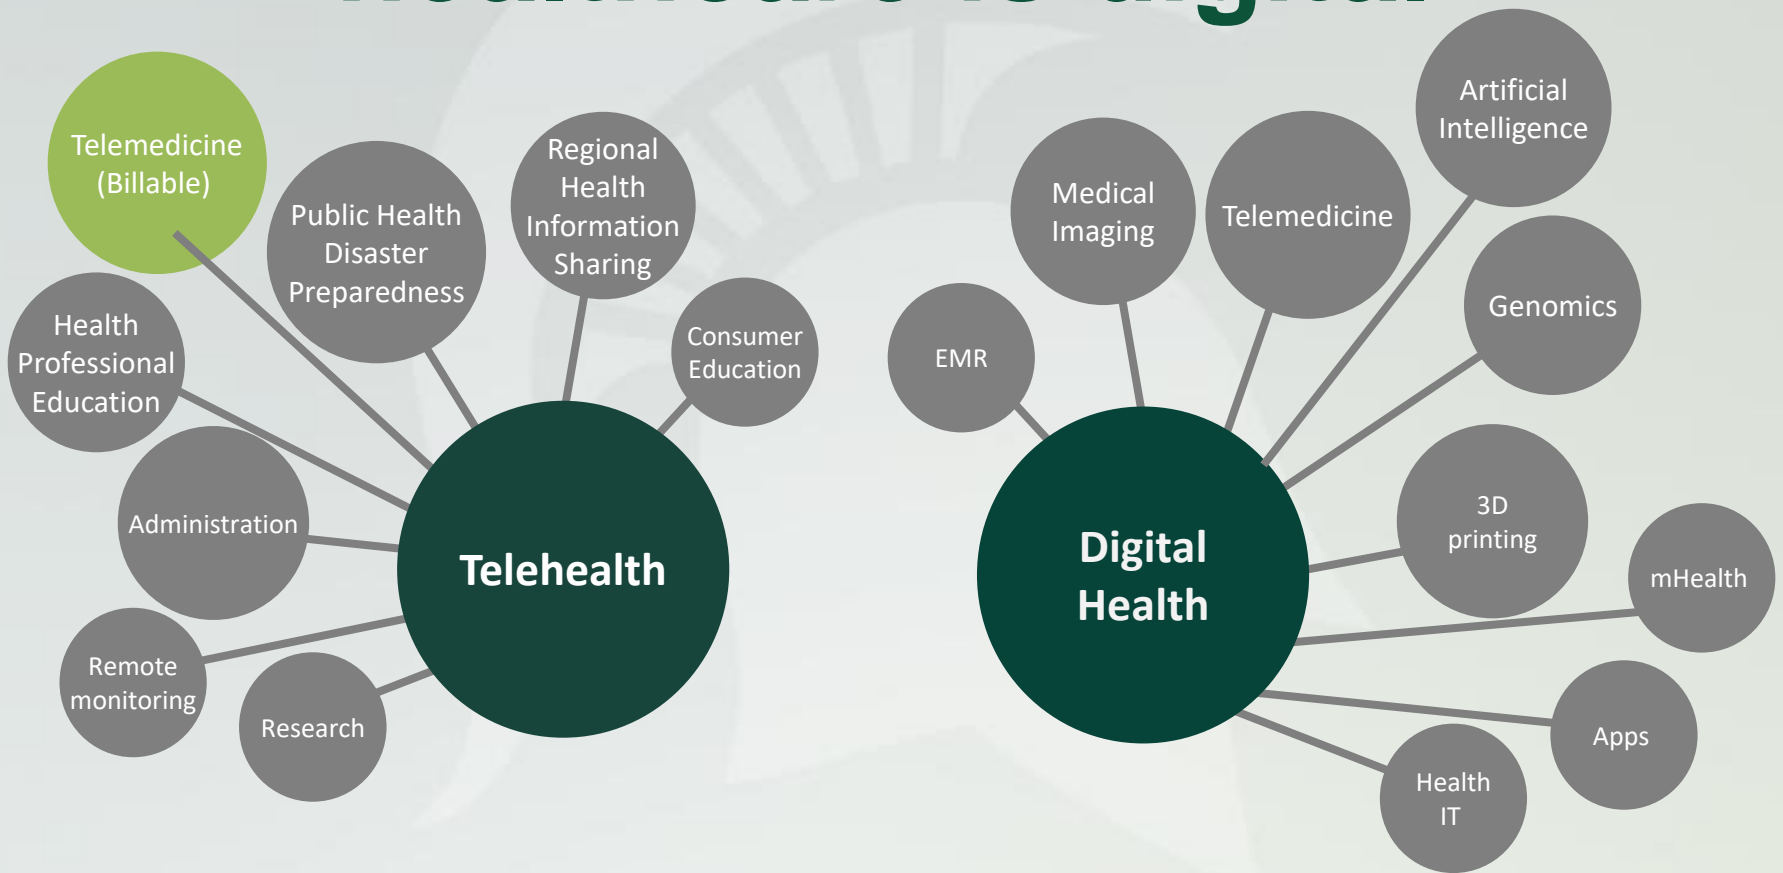 Telemedicine
(Billable)
Public Health
Disaster
Preparedness
Regional
Health
Information
Sharing
Consumer
Education
Health
Professional
Education
Administration
Remote
monitoring
Research
Telehealth
EMR
Medical
Imaging
Telemedicine
Artificial
Intelligence
Genomics
3D
printing
mHealth
Apps
Health
IT
Digital
Health